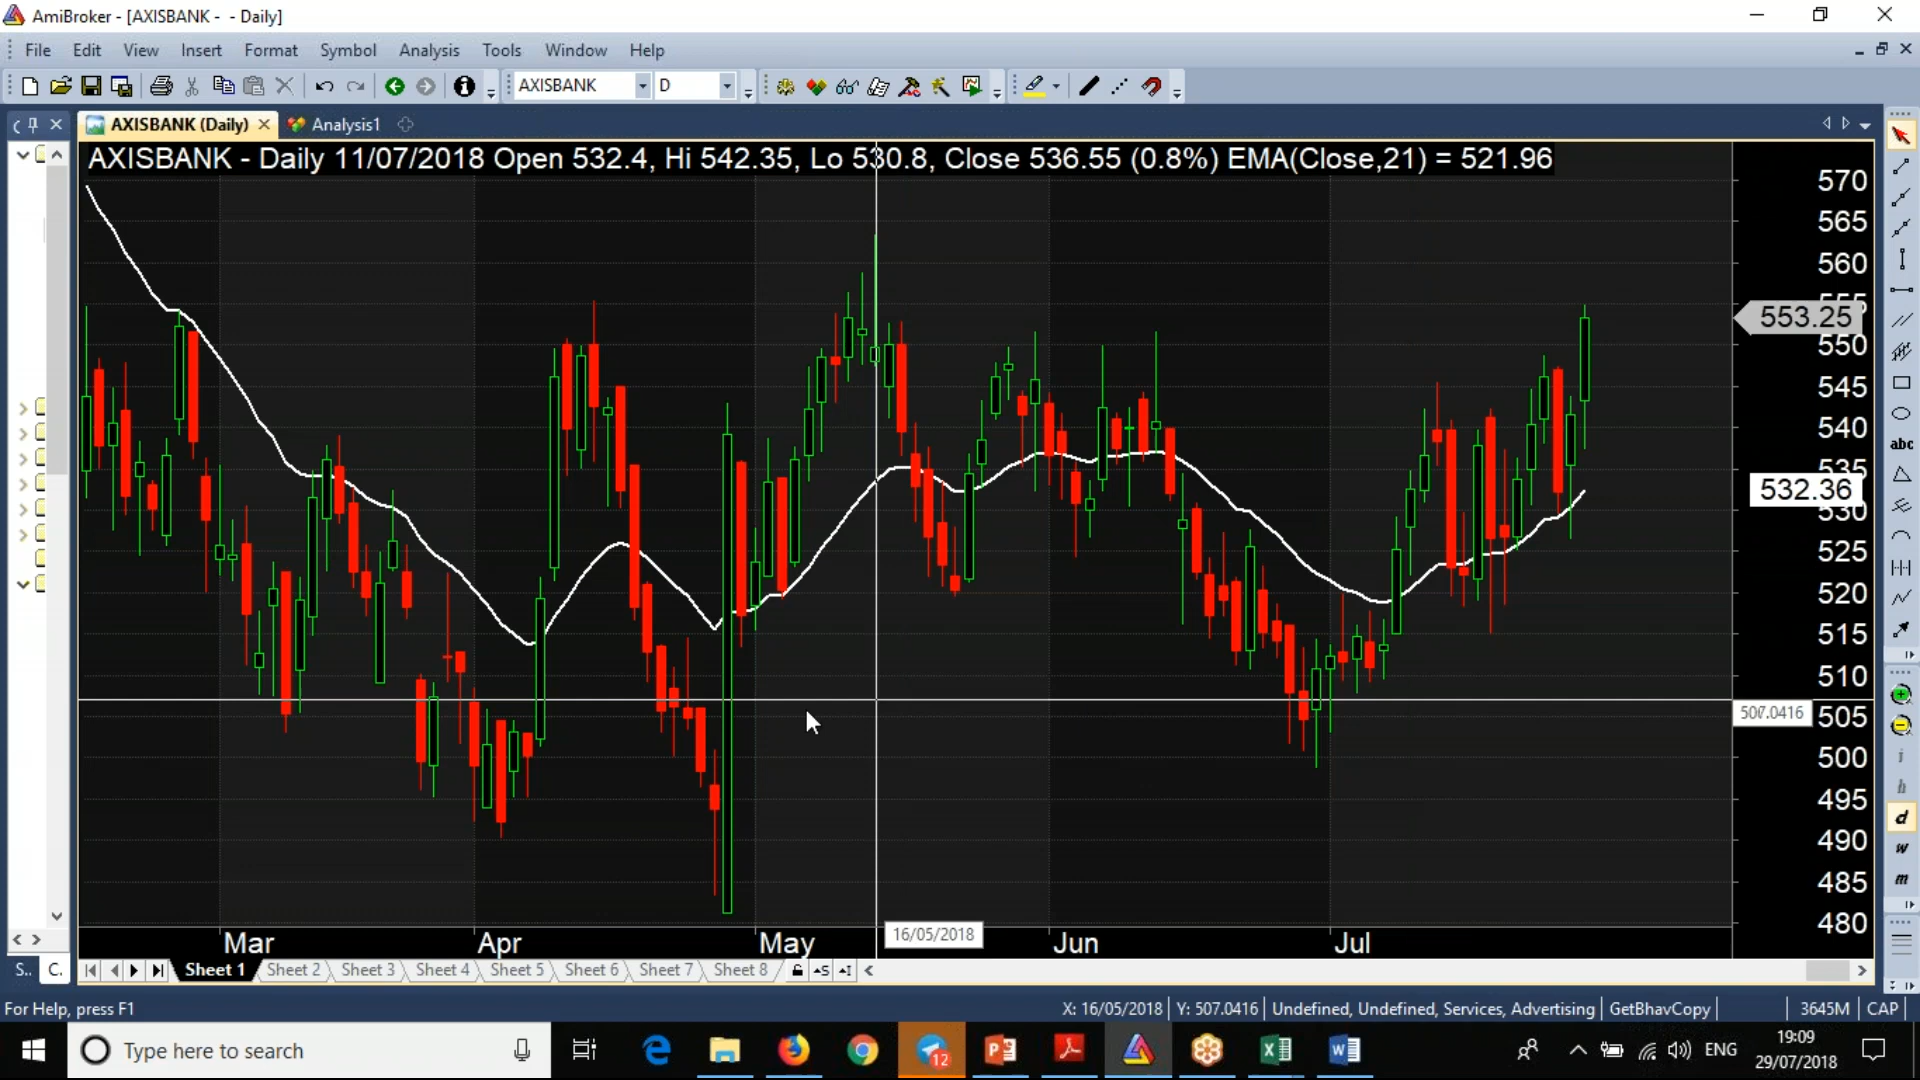 AmiBroker - [AXISBANK - - Daily]
File Edit View Insert Format Symbol Analysis Tools Window Help
AXISBANK D
AXISBANK (Daily) Analysis1
AXISBANK - Daily 11/07/2018 Open 532.4, Hi 542.35, Lo 530.8, Close 536.55 (0.8%) EMA(Close,21) = 521.96
570
565
560
555
553.25
550
545
540
535
532.36
530
525
520
515
510
507.0416
505
500
495
490
485
480
abc
i
h
d
w
m
Mar Apr May 16/05/2018 Jun Jul
S.. C. Sheet 1 Sheet 2 Sheet 3 Sheet 4 Sheet 5 Sheet 6 Sheet 7 Sheet 8
For Help, press F1 X: 16/05/2018 Y: 507.0416 Undefined, Undefined, Services, Advertising GetBhavCopy 3645M CAP
Type here to search 12 ENG 19:09
29/07/2018